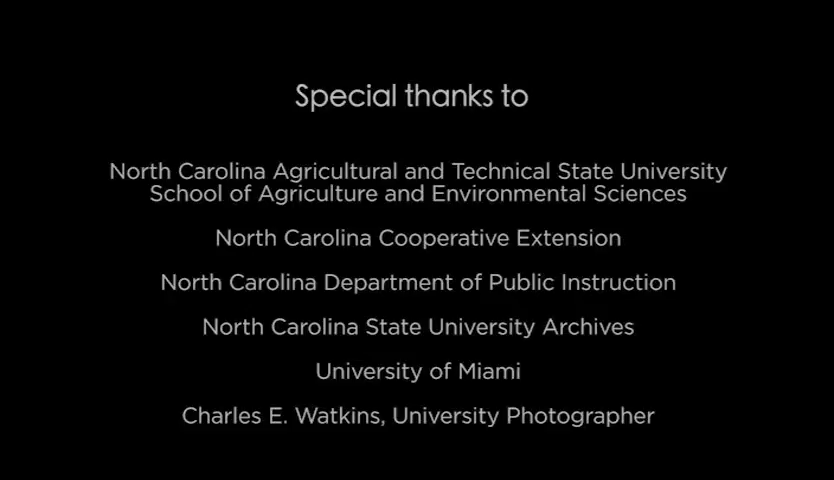 Special thanks to
North Carolina Agricultural and Technical State University
School of Agriculture and Environmental Sciences
North Carolina Cooperative Extension
North Carolina Department of Public Instruction
North Carolina State University Archives
University of Miami
Charles E. Watkins, University Photographer